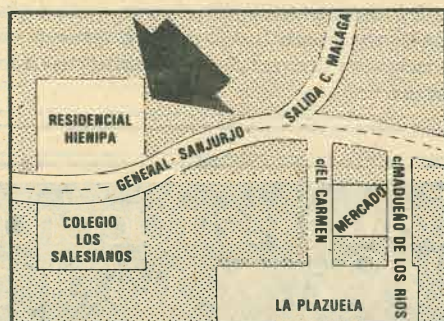 RESIDENCIAL
HIENIPA
GENERAL-SANJURJO
SALIDA C. MALAGA
COLEGIO
LOS
SALESIANOS
c/EL CARMEN
MERCADO
c/MADUEÑO DE LOS RIOS
LA PLAZUELA